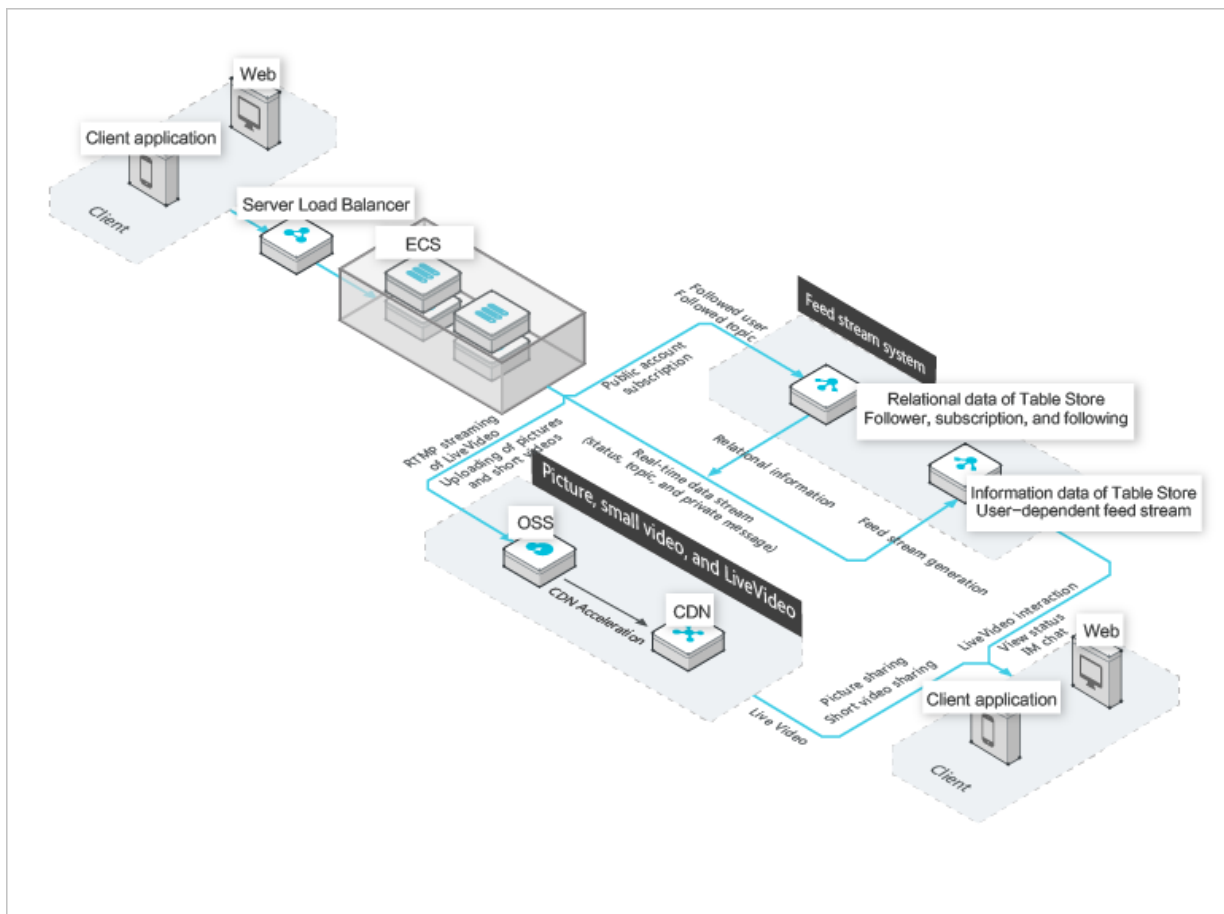 Web
Client application
Client
Server Load Balancer
ECS
Followed user
Followed topic
Public account
subscription
Feed stream system
Relational data of Table Store
Follower, subscription, and following
RTMP streaming
of LiveVideo
Uploading of pictures
and short videos
Real-time data stream
(status, topic, and private message)
Relational information
Information data of Table Store
User-dependent feed stream
Feed stream generation
Picture, small video, and LiveVideo
OSS
CDN Acceleration
CDN
LiveVideo interaction
View status
IM chat
Web
Picture sharing
Short video sharing
Live Video
Client application
Client